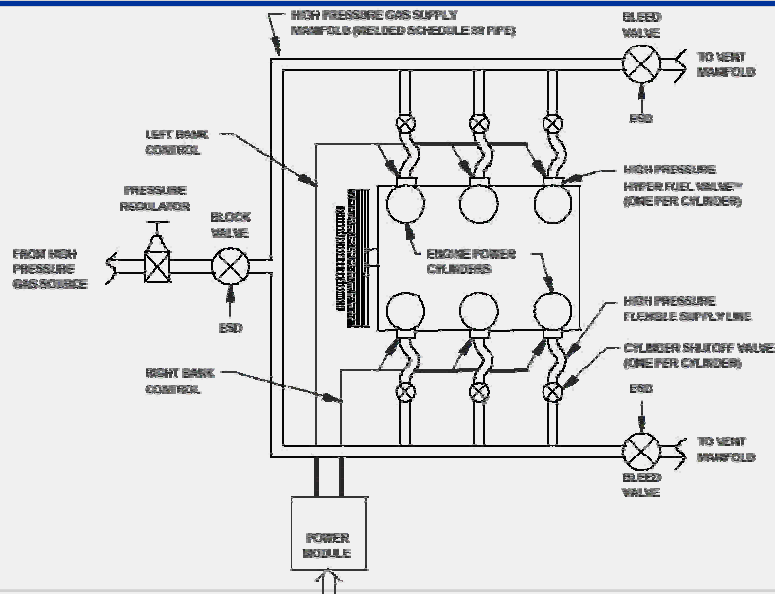 HIGH PRESSURE GAS SUPPLY
MANIFOLD (WELDED SCHEDULE 80 PIPE)
BLEED
VALVE
TO VENT
MANIFOLD
ESD
LEFT BANK
CONTROL
HIGH PRESSURE
HYPER FUEL VALVE™
(ONE PER CYLINDER)
PRESSURE
REGULATOR
BLOCK
VALVE
FROM HIGH
PRESSURE
GAS SOURCE
ENGINE POWER
CYLINDERS
ESD
HIGH PRESSURE
FLEXIBLE SUPPLY LINE
CYLINDER SHUTOFF VALVE
(ONE PER CYLINDER)
RIGHT BANK
CONTROL
ESD
TO VENT
MANIFOLD
BLEED
VALVE
POWER
MODULE